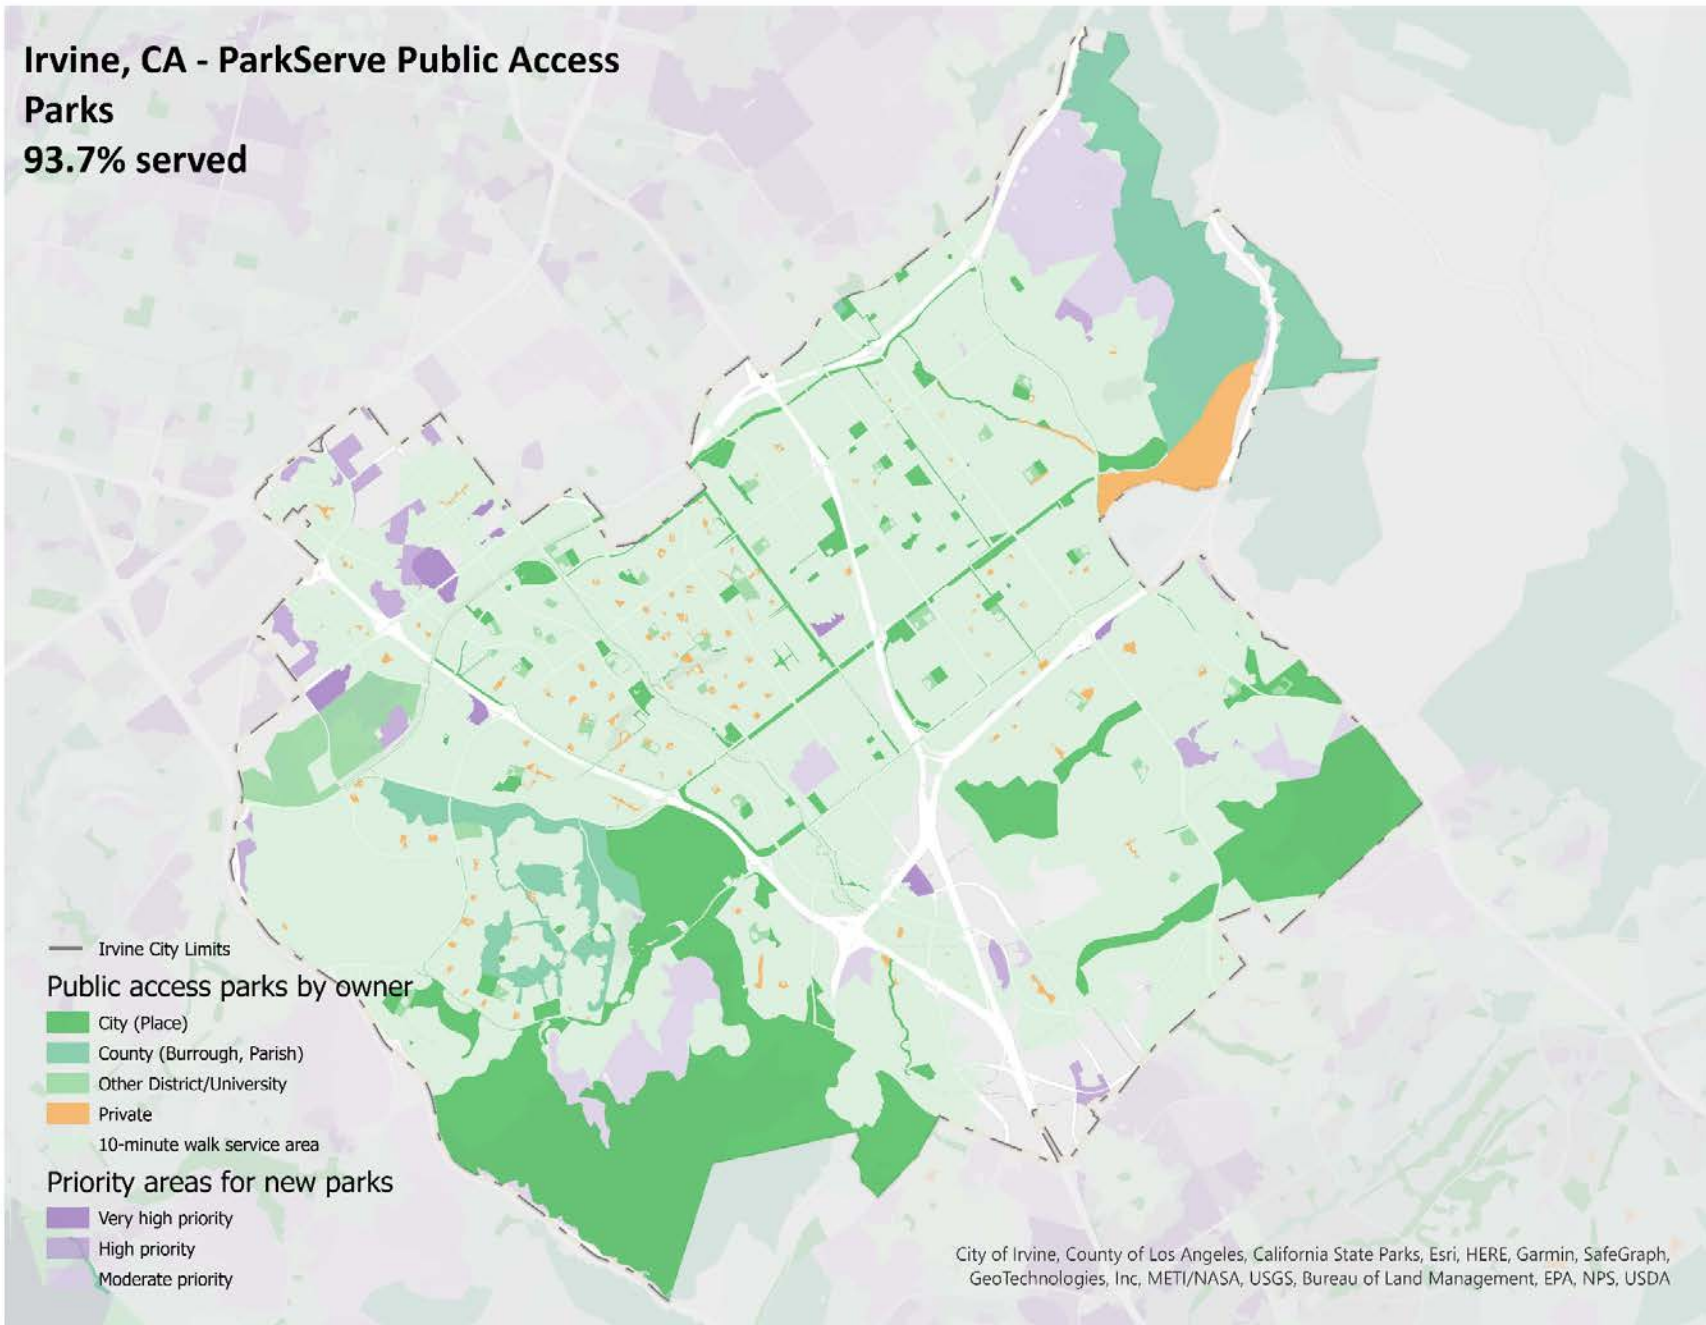 Irvine, CA - ParkServe Public Access
Parks
93.7% served
Irvine City Limits
Public access parks by owner
City (Place)
County (Burrough, Parish)
Other District/University
Private
10-minute walk service area
Priority areas for new parks
Very high priority
High priority
Moderate priority
City of Irvine, County of Los Angeles, California State Parks, Esri, HERE, Garmin, SafeGraph,
GeoTechnologies, Inc, METI/NASA, USGS, Bureau of Land Management, EPA, NPS, USDA